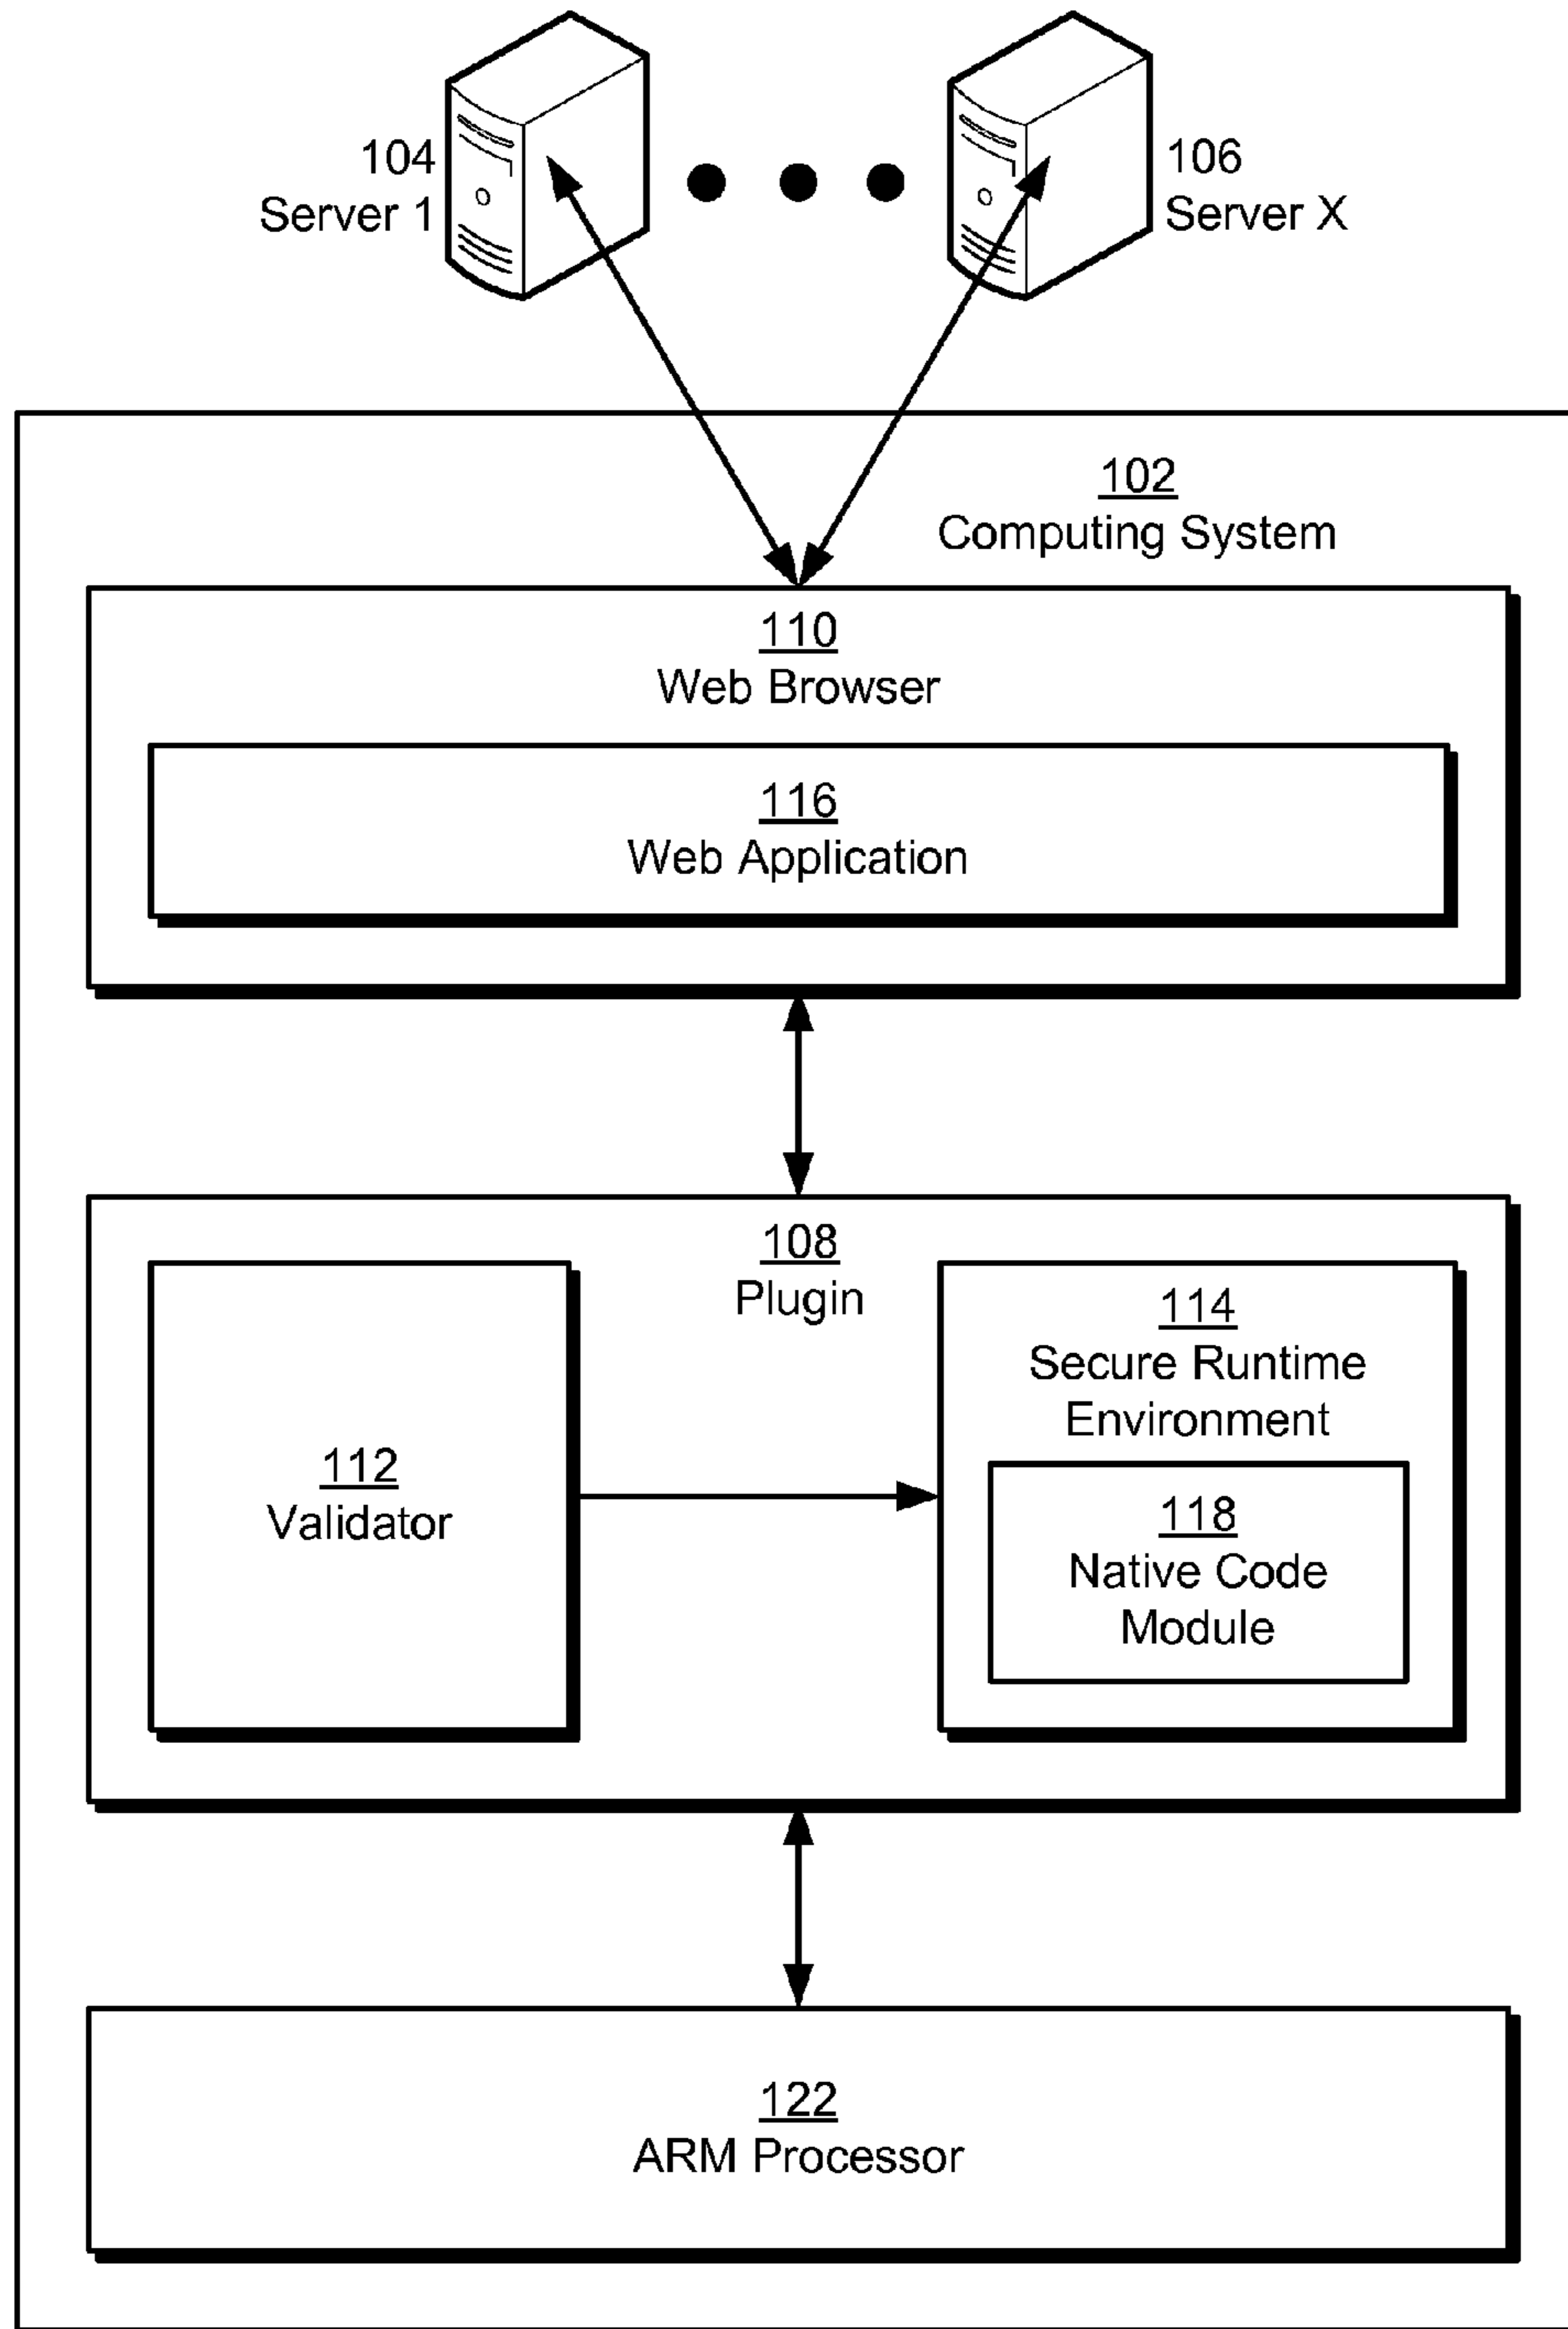 104
Server 1
106
Server X
102
Computing System
110
Web Browser
116
Web Application
108
Plugin
112
Validator
114
Secure Runtime
Environment
118
Native Code
Module
122
ARM Processor